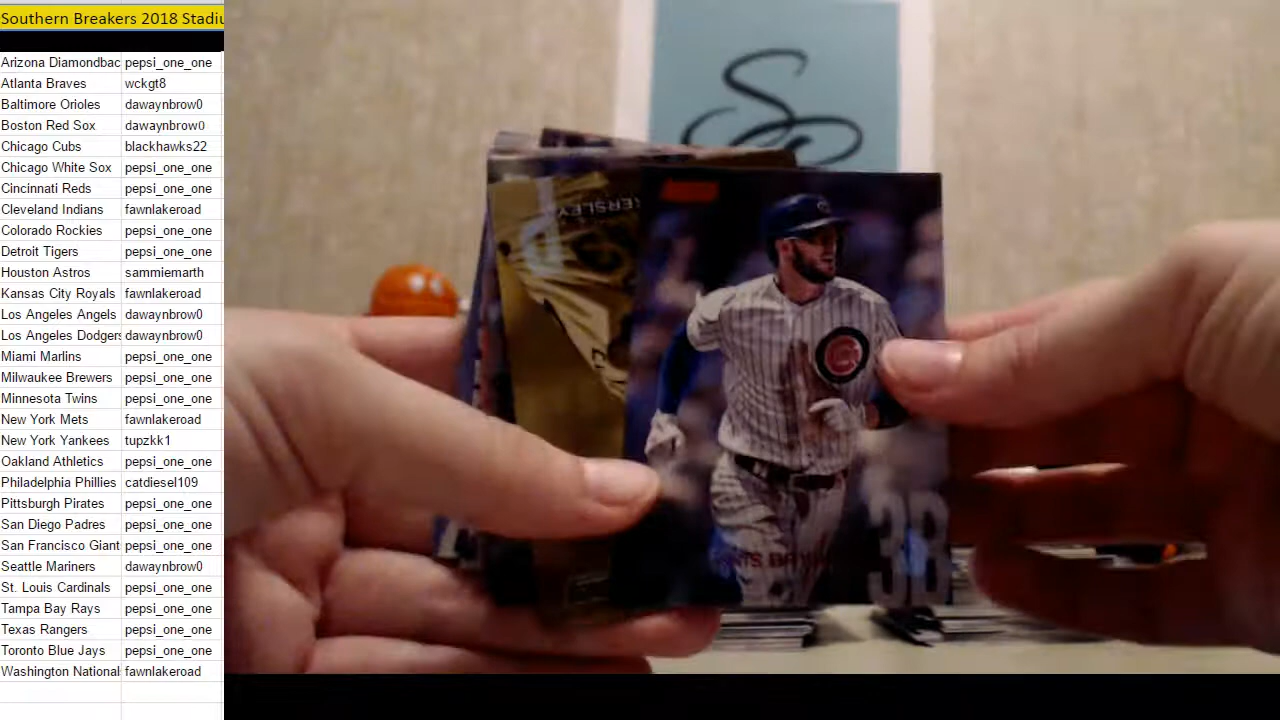 Southern Breakers 2018 Stadiu
Arizona Diamondbac pepsi_one_one
Atlanta Braves wckgt8
Baltimore Orioles dawaynbrow0
Boston Red Sox dawaynbrow0
Chicago Cubs blackhawks22
Chicago White Sox pepsi_one_one
Cincinnati Reds pepsi_one_one
Cleveland Indians fawnlakeroad
Colorado Rockies pepsi_one_one
Detroit Tigers pepsi_one_one
Houston Astros sammiemarth
Kansas City Royals fawnlakeroad
Los Angeles Angels dawaynbrow0
Los Angeles Dodgers dawaynbrow0
Miami Marlins pepsi_one_one
Milwaukee Brewers pepsi_one_one
Minnesota Twins pepsi_one_one
New York Mets fawnlakeroad
New York Yankees tupzkk1
Oakland Athletics pepsi_one_one
Philadelphia Phillies catdiesel109
Pittsburgh Pirates pepsi_one_one
San Diego Padres pepsi_one_one
San Francisco Giant pepsi_one_one
Seattle Mariners dawaynbrow0
St. Louis Cardinals pepsi_one_one
Tampa Bay Rays pepsi_one_one
Texas Rangers pepsi_one_one
Toronto Blue Jays pepsi_one_one
Washington National fawnlakeroad
KERSLEY
3B